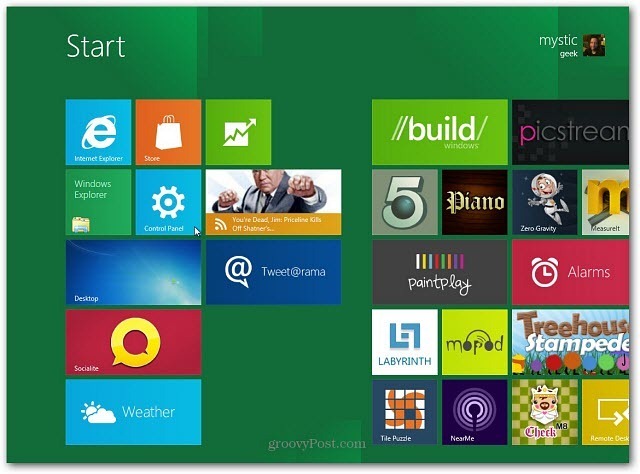 Start
mystic
geek
Internet Explorer
Store
//build/
windows
picstream
Windows
Explorer
Control Panel
You're Dead, Jim: Priceline Kills
Off Shatner's...
5
Piano
Zero Gravity
MeasureIt
Desktop
Tweet@rama
paintplay
Alarms
Socialite
LABYRINTH
mopod
Treehouse
Stampede
Weather
Tile Puzzle
NearMe
Check
M8
Remote Desk
groovyPost.com